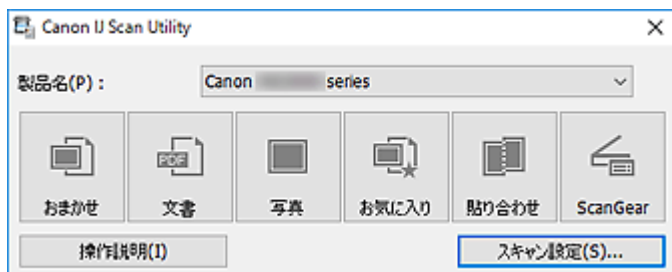 Canon IJ Scan Utility
製品名(P) : Canon series
PDF
おまかせ 文書 写真 お気に入り 貼り合わせ ScanGear
操作説明(I) スキャン設定(S)...